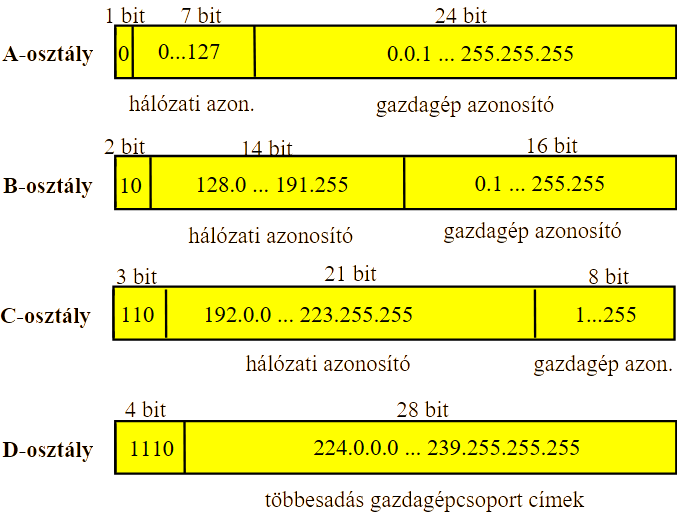 1 bit 7 bit 24 bit
A-osztály 0 0...127 0.0.1 ... 255.255.255
hálózati azon. gazdagép azonosító
2 bit 14 bit 16 bit
B-osztály 10 128.0 ... 191.255 0.1 ... 255.255
hálózati azonosító gazdagép azonosító
3 bit 21 bit 8 bit
C-osztály 110 192.0.0 ... 223.255.255 1...255
hálózati azonosító gazdagép azon.
4 bit 28 bit
D-osztály 1110 224.0.0.0 ... 239.255.255.255
többesadás gazdagépcsoport címek